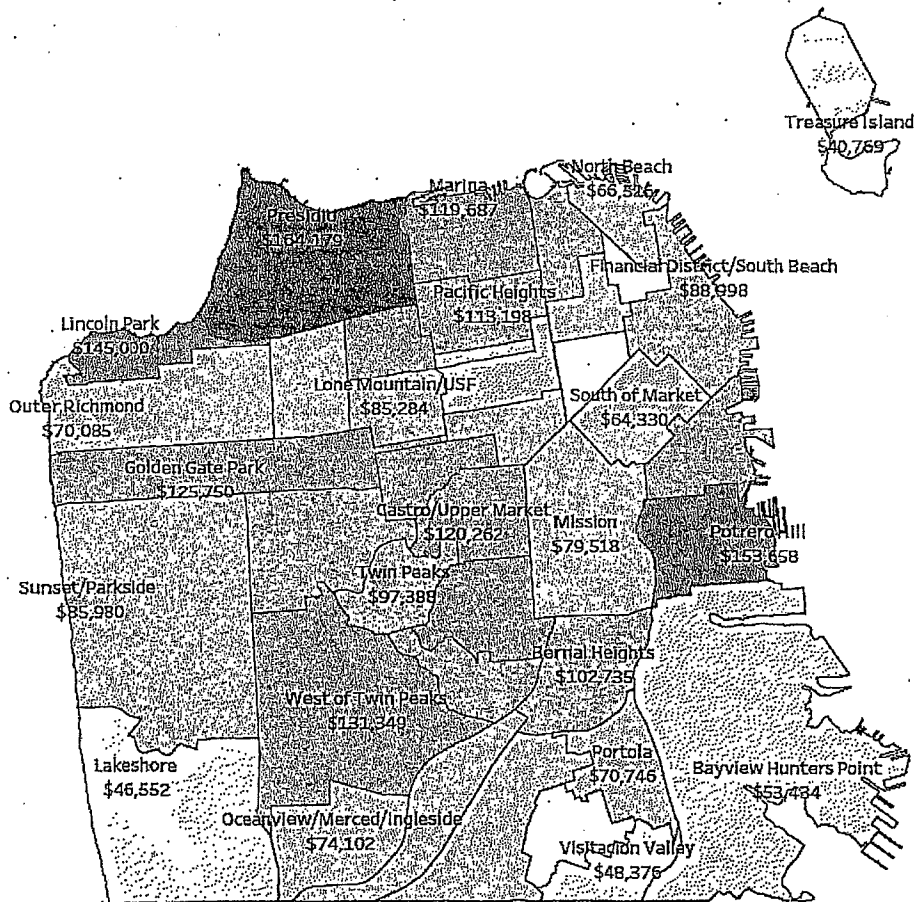 Treasure Island
$40,769
North Beach
Marina
$119,687
Presidio
$164,179
Financial District/South Beach
$88,998
Pacific Heights
$113,198
Lincoln Park
$145,000
Lone Mountain/USF
$85,284
South of Market
$64,330
Outer Richmond
$70,085
Golden Gate Park
$125,750
Castro/Upper Market
$120,262
Mission
$79,518
Potrero Hill
$153,658
Twin Peaks
$97,388
Sunset/Parkside
$85,980
Bernal Heights
$102,735
West of Twin Peaks
$131,349
Portola
$70,746
Lakeshore
$46,552
Bayview Hunters Point
$53,434
Oceanview/Merced/Ingleside
$74,102
Visitacion Valley
$48,376